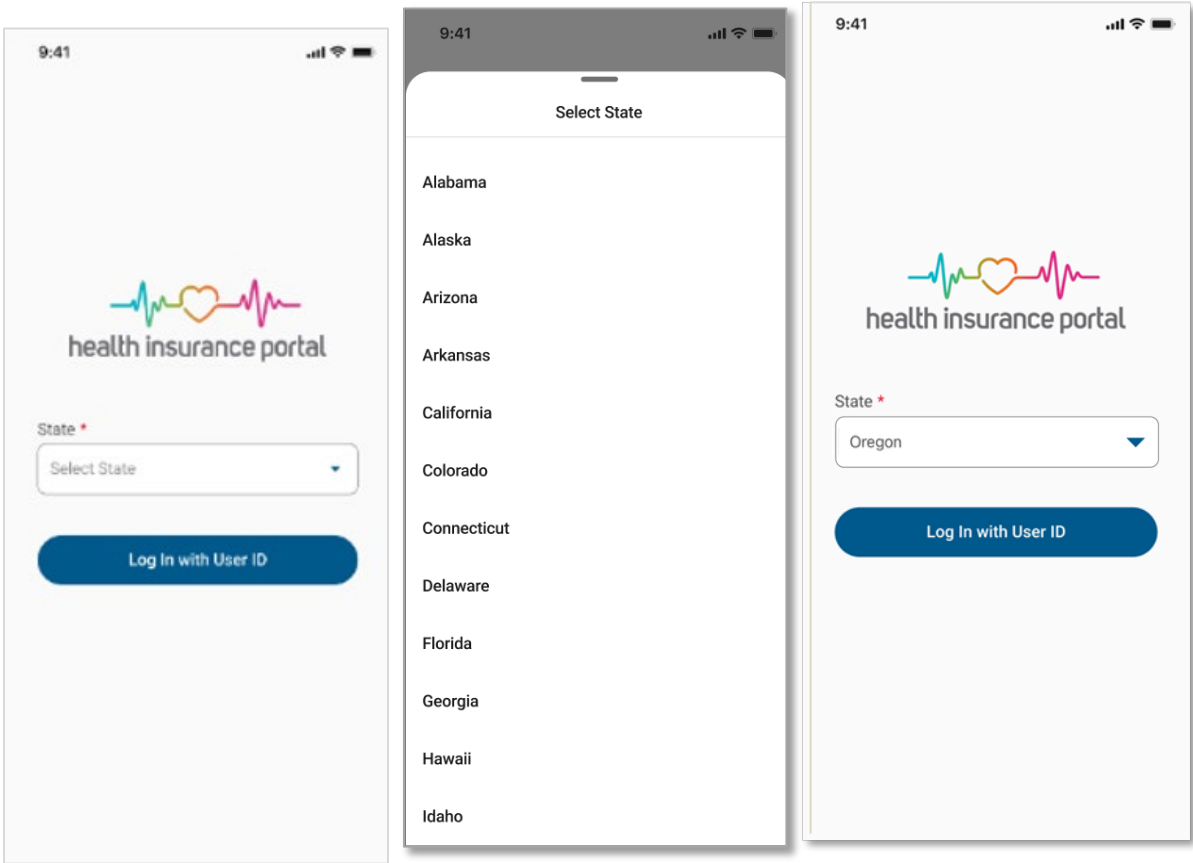 9:41
health insurance portal
State *
Select State
Log In with User ID
9:41
Select State
Alabama
Alaska
Arizona
Arkansas
California
Colorado
Connecticut
Delaware
Florida
Georgia
Hawaii
Idaho
9:41
health insurance portal
State *
Oregon
Log In with User ID